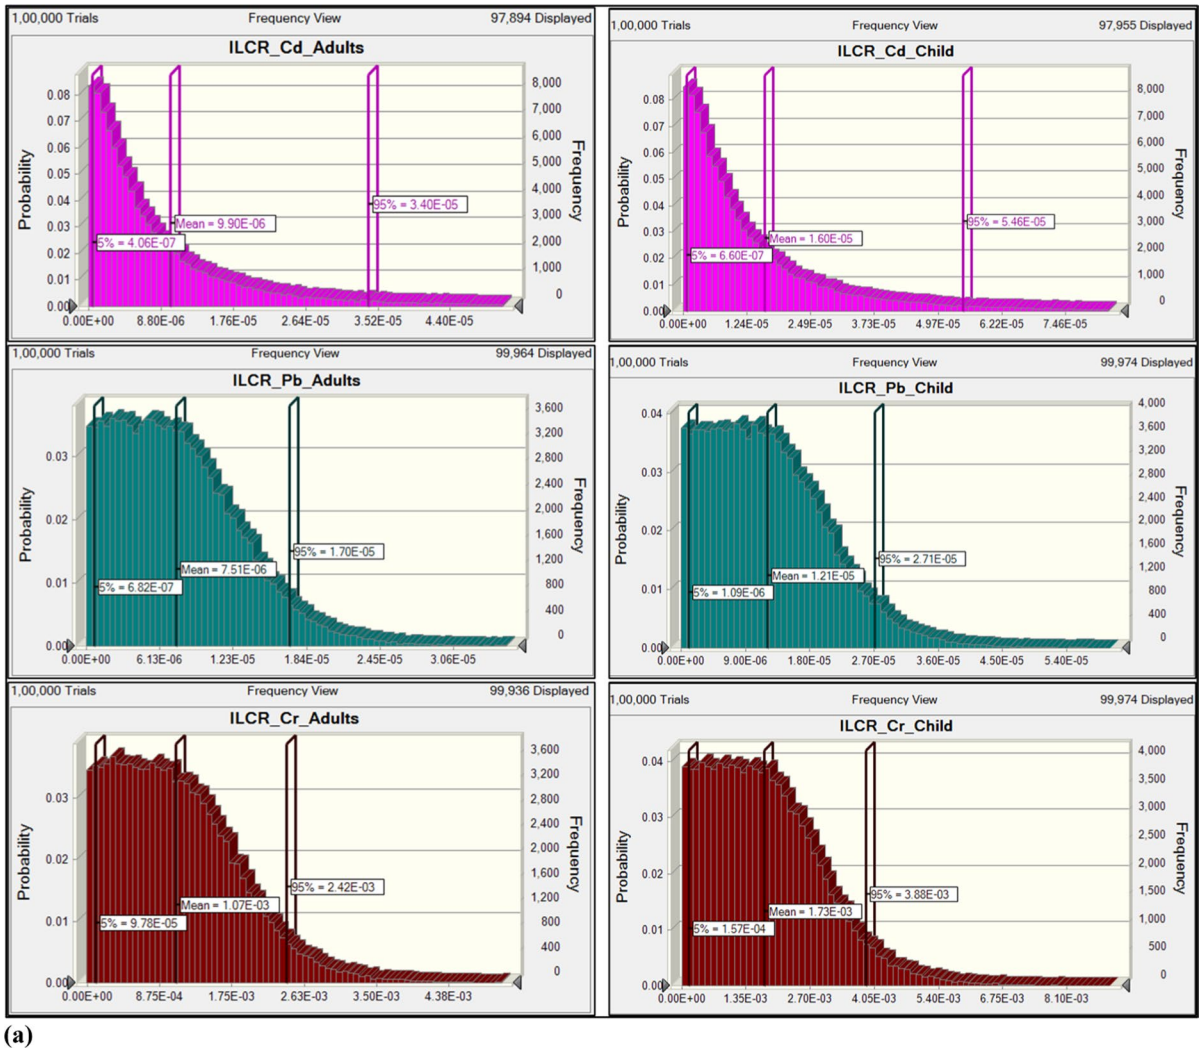 1,00,000 Trials Frequency View 97,894 Displayed
ILCR_Cd_Adults
Probability
0.08
0.07
0.06
0.05
0.04
0.03
0.02
0.01
0.00
8,000
7,000
6,000
5,000
4,000
3,000
2,000
1,000
0
Frequency
95% = 3.40E-05
Mean = 9.90E-06
5% = 4.06E-07
0.00E+00 8.80E-06 1.76E-05 2.64E-05 3.52E-05 4.40E-05
1,00,000 Trials Frequency View 97,955 Displayed
ILCR_Cd_Child
Probability
0.08
0.07
0.06
0.05
0.04
0.03
0.02
0.01
0.00
8,000
7,000
6,000
5,000
4,000
3,000
2,000
1,000
0
Frequency
95% = 5.46E-05
Mean = 1.60E-05
5% = 6.60E-07
0.00E+00 1.24E-05 2.49E-05 3.73E-05 4.97E-05 6.22E-05 7.46E-05
1,00,000 Trials Frequency View 99,964 Displayed
ILCR_Pb_Adults
Probability
0.03
0.02
0.01
0.00
3,600
3,200
2,800
2,400
2,000
1,600
1,200
800
400
0
Frequency
95% = 1.70E-05
Mean = 7.51E-06
5% = 6.82E-07
0.00E+00 6.13E-06 1.23E-05 1.84E-05 2.45E-05 3.06E-05
1,00,000 Trials Frequency View 99,974 Displayed
ILCR_Pb_Child
Probability
0.04
0.03
0.02
0.01
0.00
4,000
3,600
3,200
2,800
2,400
2,000
1,600
1,200
800
400
0
Frequency
95% = 2.71E-05
Mean = 1.21E-05
5% = 1.09E-06
0.00E+00 9.00E-06 1.80E-05 2.70E-05 3.60E-05 4.50E-05 5.40E-05
1,00,000 Trials Frequency View 99,936 Displayed
ILCR_Cr_Adults
Probability
0.03
0.02
0.01
0.00
3,600
3,200
2,800
2,400
2,000
1,600
1,200
800
400
0
Frequency
95% = 2.42E-03
Mean = 1.07E-03
5% = 9.78E-05
0.00E+00 8.75E-04 1.75E-03 2.63E-03 3.50E-03 4.38E-03
1,00,000 Trials Frequency View 99,974 Displayed
ILCR_Cr_Child
Probability
0.04
0.03
0.02
0.01
0.00
4,000
3,500
3,000
2,500
2,000
1,500
1,000
500
0
Frequency
95% = 3.88E-03
Mean = 1.73E-03
5% = 1.57E-04
0.00E+00 1.35E-03 2.70E-03 4.05E-03 5.40E-03 6.75E-03 8.10E-03
(a)